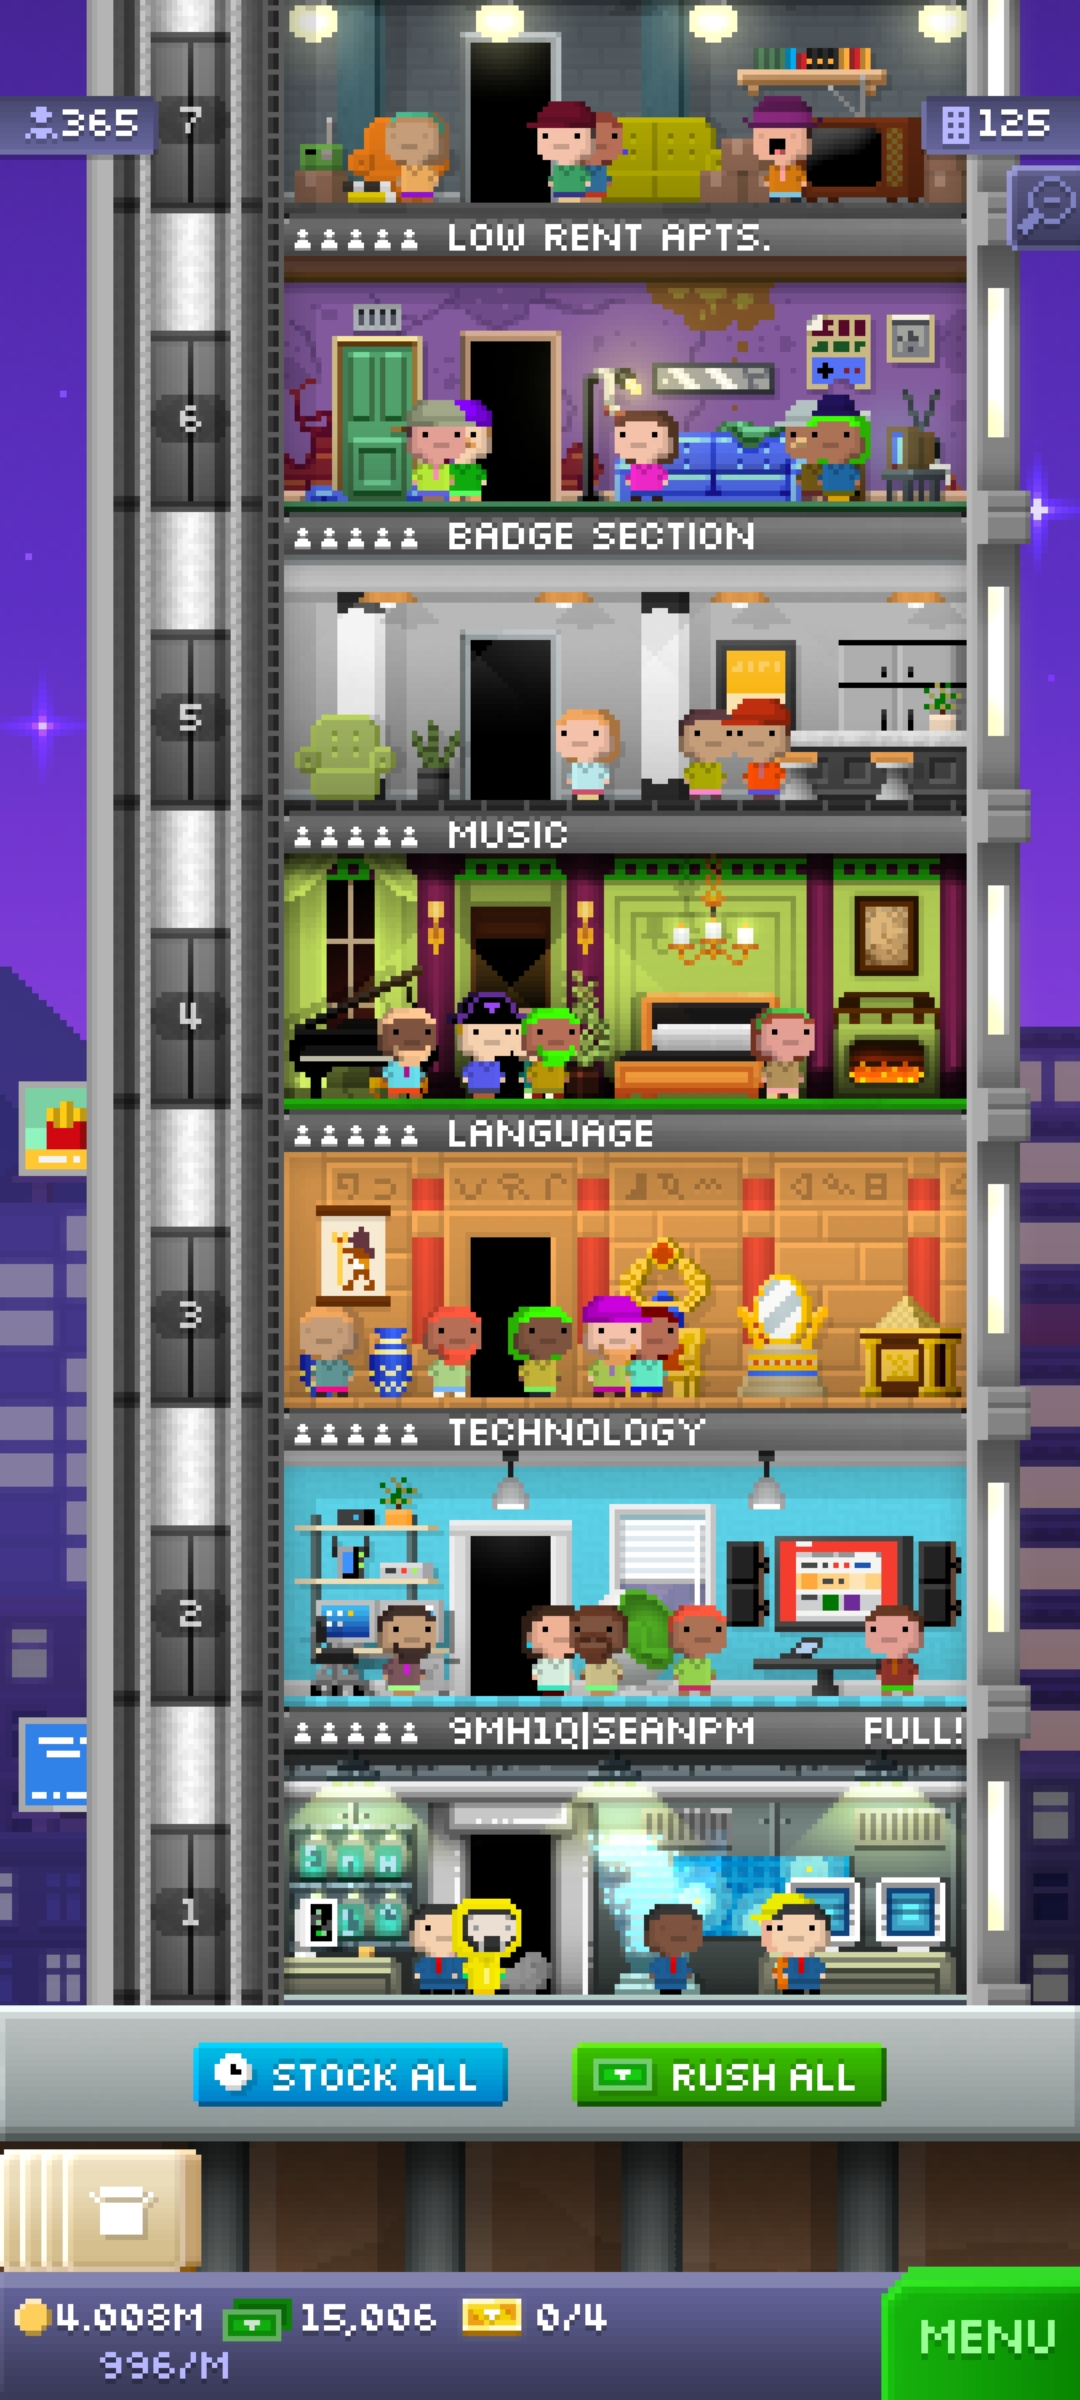 365
7
125
LOW RENT APTS.
6
BADGE SECTION
5
MUSIC
4
LANGUAGE
3
TECHNOLOGY
2
9MH1Q|SEANPM FULL!
1
STOCK ALL
RUSH ALL
4.008M 15,006 0/4
996/M
MENU